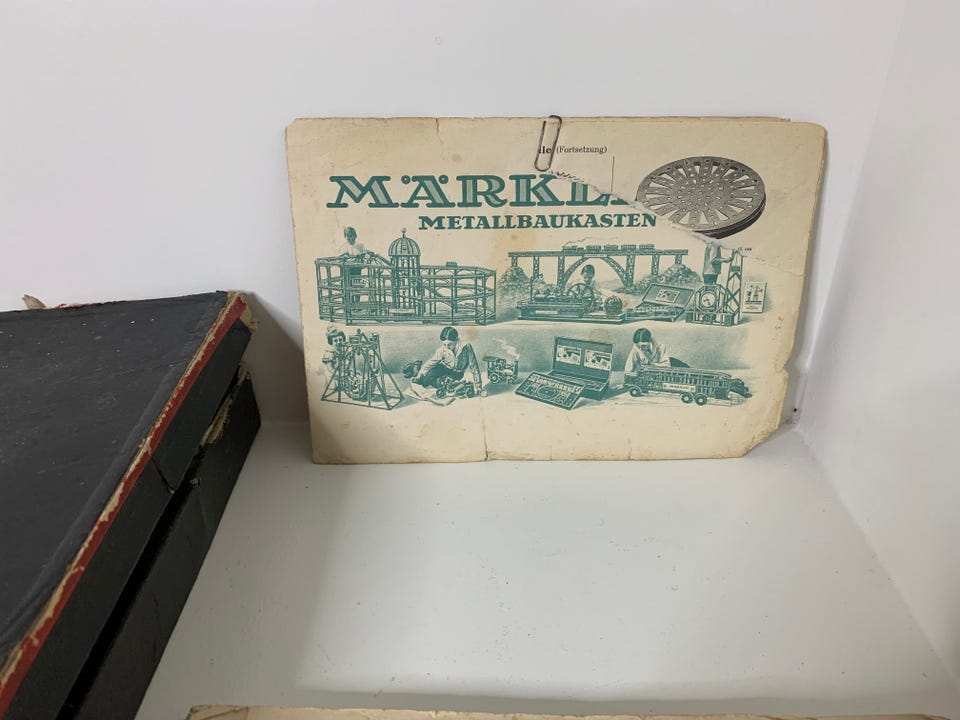 (Fortsetzung)
MÄRKL
METALLBAUKASTEN